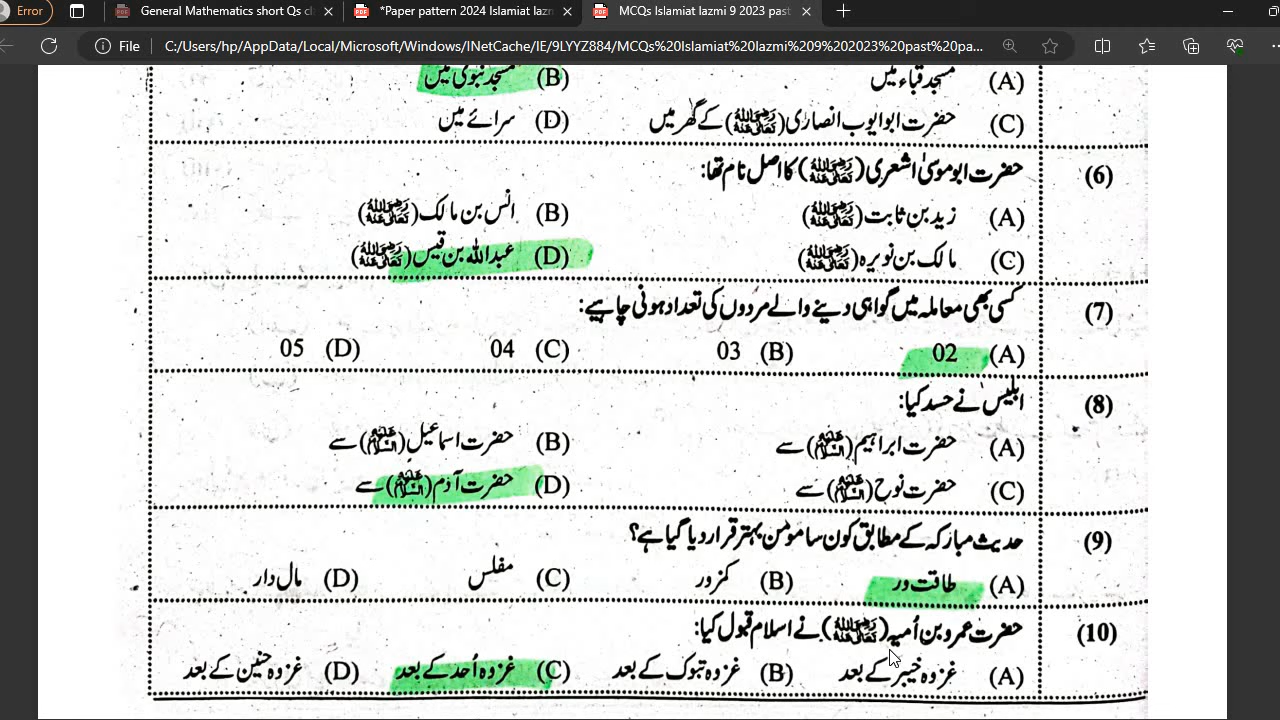 Error
General Mathematics short Qs cl
*Paper pattern 2024 Islamiat lazm
MCQs Islamiat lazmi 9 2023 past
File
C:/Users/hp/AppData/Local/Microsoft/Windows/INetCache/IE/9LYYZ884/MCQs%20Islamiat%20lazmi%209%202023%20past%20pa...
(A) مسجد قباء میں (B) مسجد نبوی میں
(C) حضرت ابوایوب انصاری (رضی اللہ تعالی عنہ) کے گھر میں (D) سرائے میں
(6) حضرت ابوموسیٰ اشعری (رضی اللہ تعالی عنہ) کا اصل نام تھا:
(A) زید بن ثابت (رضی اللہ تعالی عنہ) (B) انس بن مالک (رضی اللہ تعالی عنہ)
(C) مالک بن نویرہ (رضی اللہ تعالی عنہ) (D) عبداللہ بن قیس (رضی اللہ تعالی عنہ)
(7) کسی بھی معاملہ میں گواہی دینے والے مردوں کی تعداد ہونی چاہیے:
(A) 02 (B) 03 (C) 04 (D) 05
(8) ابلیس نے حسد کیا:
(A) حضرت ابراہیم (علیہ السلام) سے (B) حضرت اسماعیل (علیہ السلام) سے
(C) حضرت نوح (علیہ السلام) سے (D) حضرت آدم (علیہ السلام) سے
(9) حدیث مبارکہ کے مطابق کون سا مومن بہتر قرار دیا گیا ہے؟
(A) طاقت ور (B) کمزور (C) مفلس (D) مال دار
(10) حضرت عمرو بن اُمیہ (رضی اللہ تعالی عنہ) نے اسلام قبول کیا:
(A) غزوہ خیبر کے بعد (B) غزوہ تبوک کے بعد (C) غزوہ اُحد کے بعد (D) غزوہ حنین کے بعد